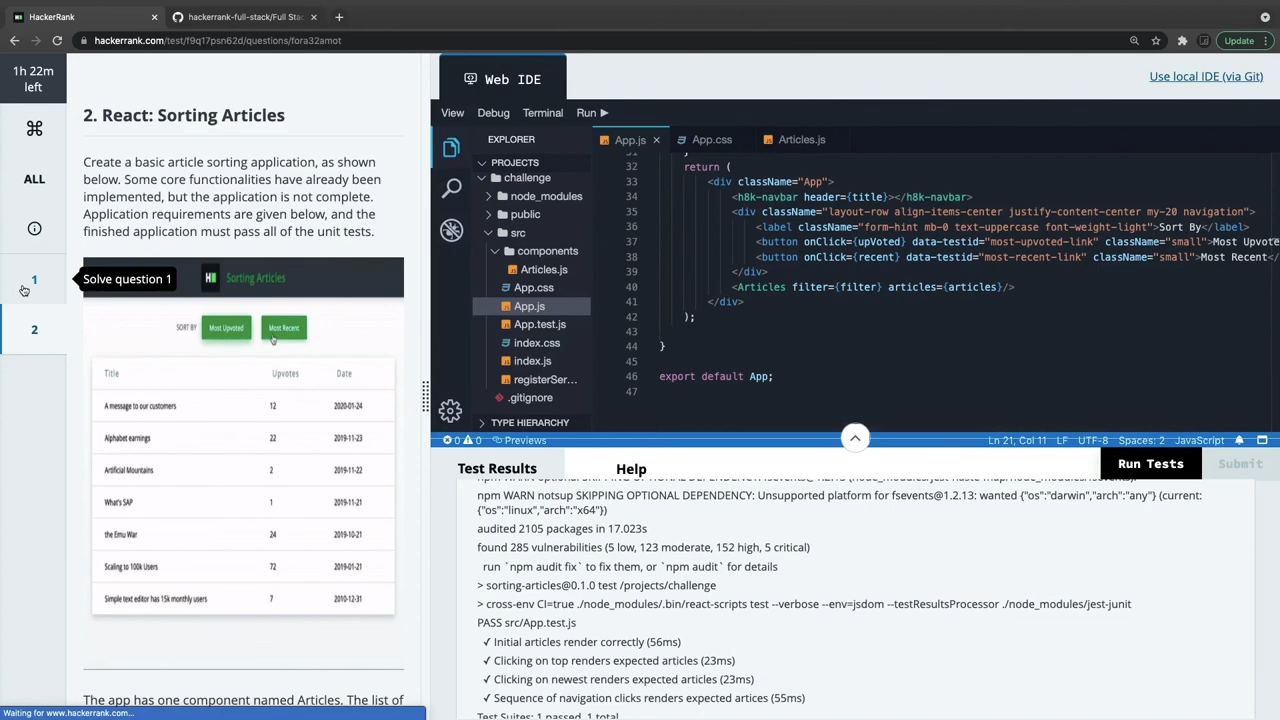 HackerRank
hackerrank-full-stack/Full Stac
hackerrank.com/test/f9q17psn62d/questions/fora32amot
Update
1h 22m
left
ALL
1
2
Solve question 1
2. React: Sorting Articles
Create a basic article sorting application, as shown
below. Some core functionalities have already been
implemented, but the application is not complete.
Application requirements are given below, and the
finished application must pass all of the unit tests.
Sorting Articles
SORT BY Most Upvoted Most Recent
Title Upvotes Date
A message to our customers 12 2020-01-24
Alphabet earnings 22 2019-11-23
Artificial Mountains 2 2019-11-22
What's SAP 1 2019-11-21
the Emu War 24 2019-10-21
Scaling to 100k Users 72 2019-01-21
Simple text editor has 15k monthly users 7 2010-12-31
The app has one component named Articles. The list of
Waiting for www.hackerrank.com...
Web IDE
Use local IDE (via Git)
View Debug Terminal Run
EXPLORER
PROJECTS
challenge
node_modules
public
src
components
Articles.js
App.css
App.js
App.test.js
index.css
index.js
registerSer...
.gitignore
TYPE HIERARCHY
App.js App.css Articles.js
31 }
32 return (
33 <div className="App">
34 <h8k-navbar header={title}></h8k-navbar>
35 <div className="layout-row align-items-center justify-content-center my-20 navigation">
36 <label className="form-hint mb-0 text-uppercase font-weight-light">Sort By</label>
37 <button onClick={upVoted} data-testid="most-upvoted-link" className="small">Most Upvote
38 <button onClick={recent} data-testid="most-recent-link" className="small">Most Recent</
39 </div>
40 <Articles filter={filter} articles={articles}/>
41 </div>
42 );
43
44 }
45
46 export default App;
47
0 0 Previews
Ln 21, Col 11 LF UTF-8 Spaces: 2 JavaScript
Test Results Help Run Tests Submit
npm WARN notsup SKIPPING OPTIONAL DEPENDENCY: Unsupported platform for fsevents@1.2.13: wanted {"os":"darwin","arch":"any"} (current:
{"os":"linux","arch":"x64"})
audited 2105 packages in 17.023s
found 285 vulnerabilities (5 low, 123 moderate, 152 high, 5 critical)
run `npm audit fix` to fix them, or `npm audit` for details
> sorting-articles@0.1.0 test /projects/challenge
> cross-env CI=true ./node_modules/.bin/react-scripts test --verbose --env=jsdom --testResultsProcessor ./node_modules/jest-junit
PASS src/App.test.js
✓ Initial articles render correctly (56ms)
✓ Clicking on top renders expected articles (23ms)
✓ Clicking on newest renders expected articles (23ms)
✓ Sequence of navigation clicks renders expected artices (55ms)
Test Suites: 1 passed, 1 total